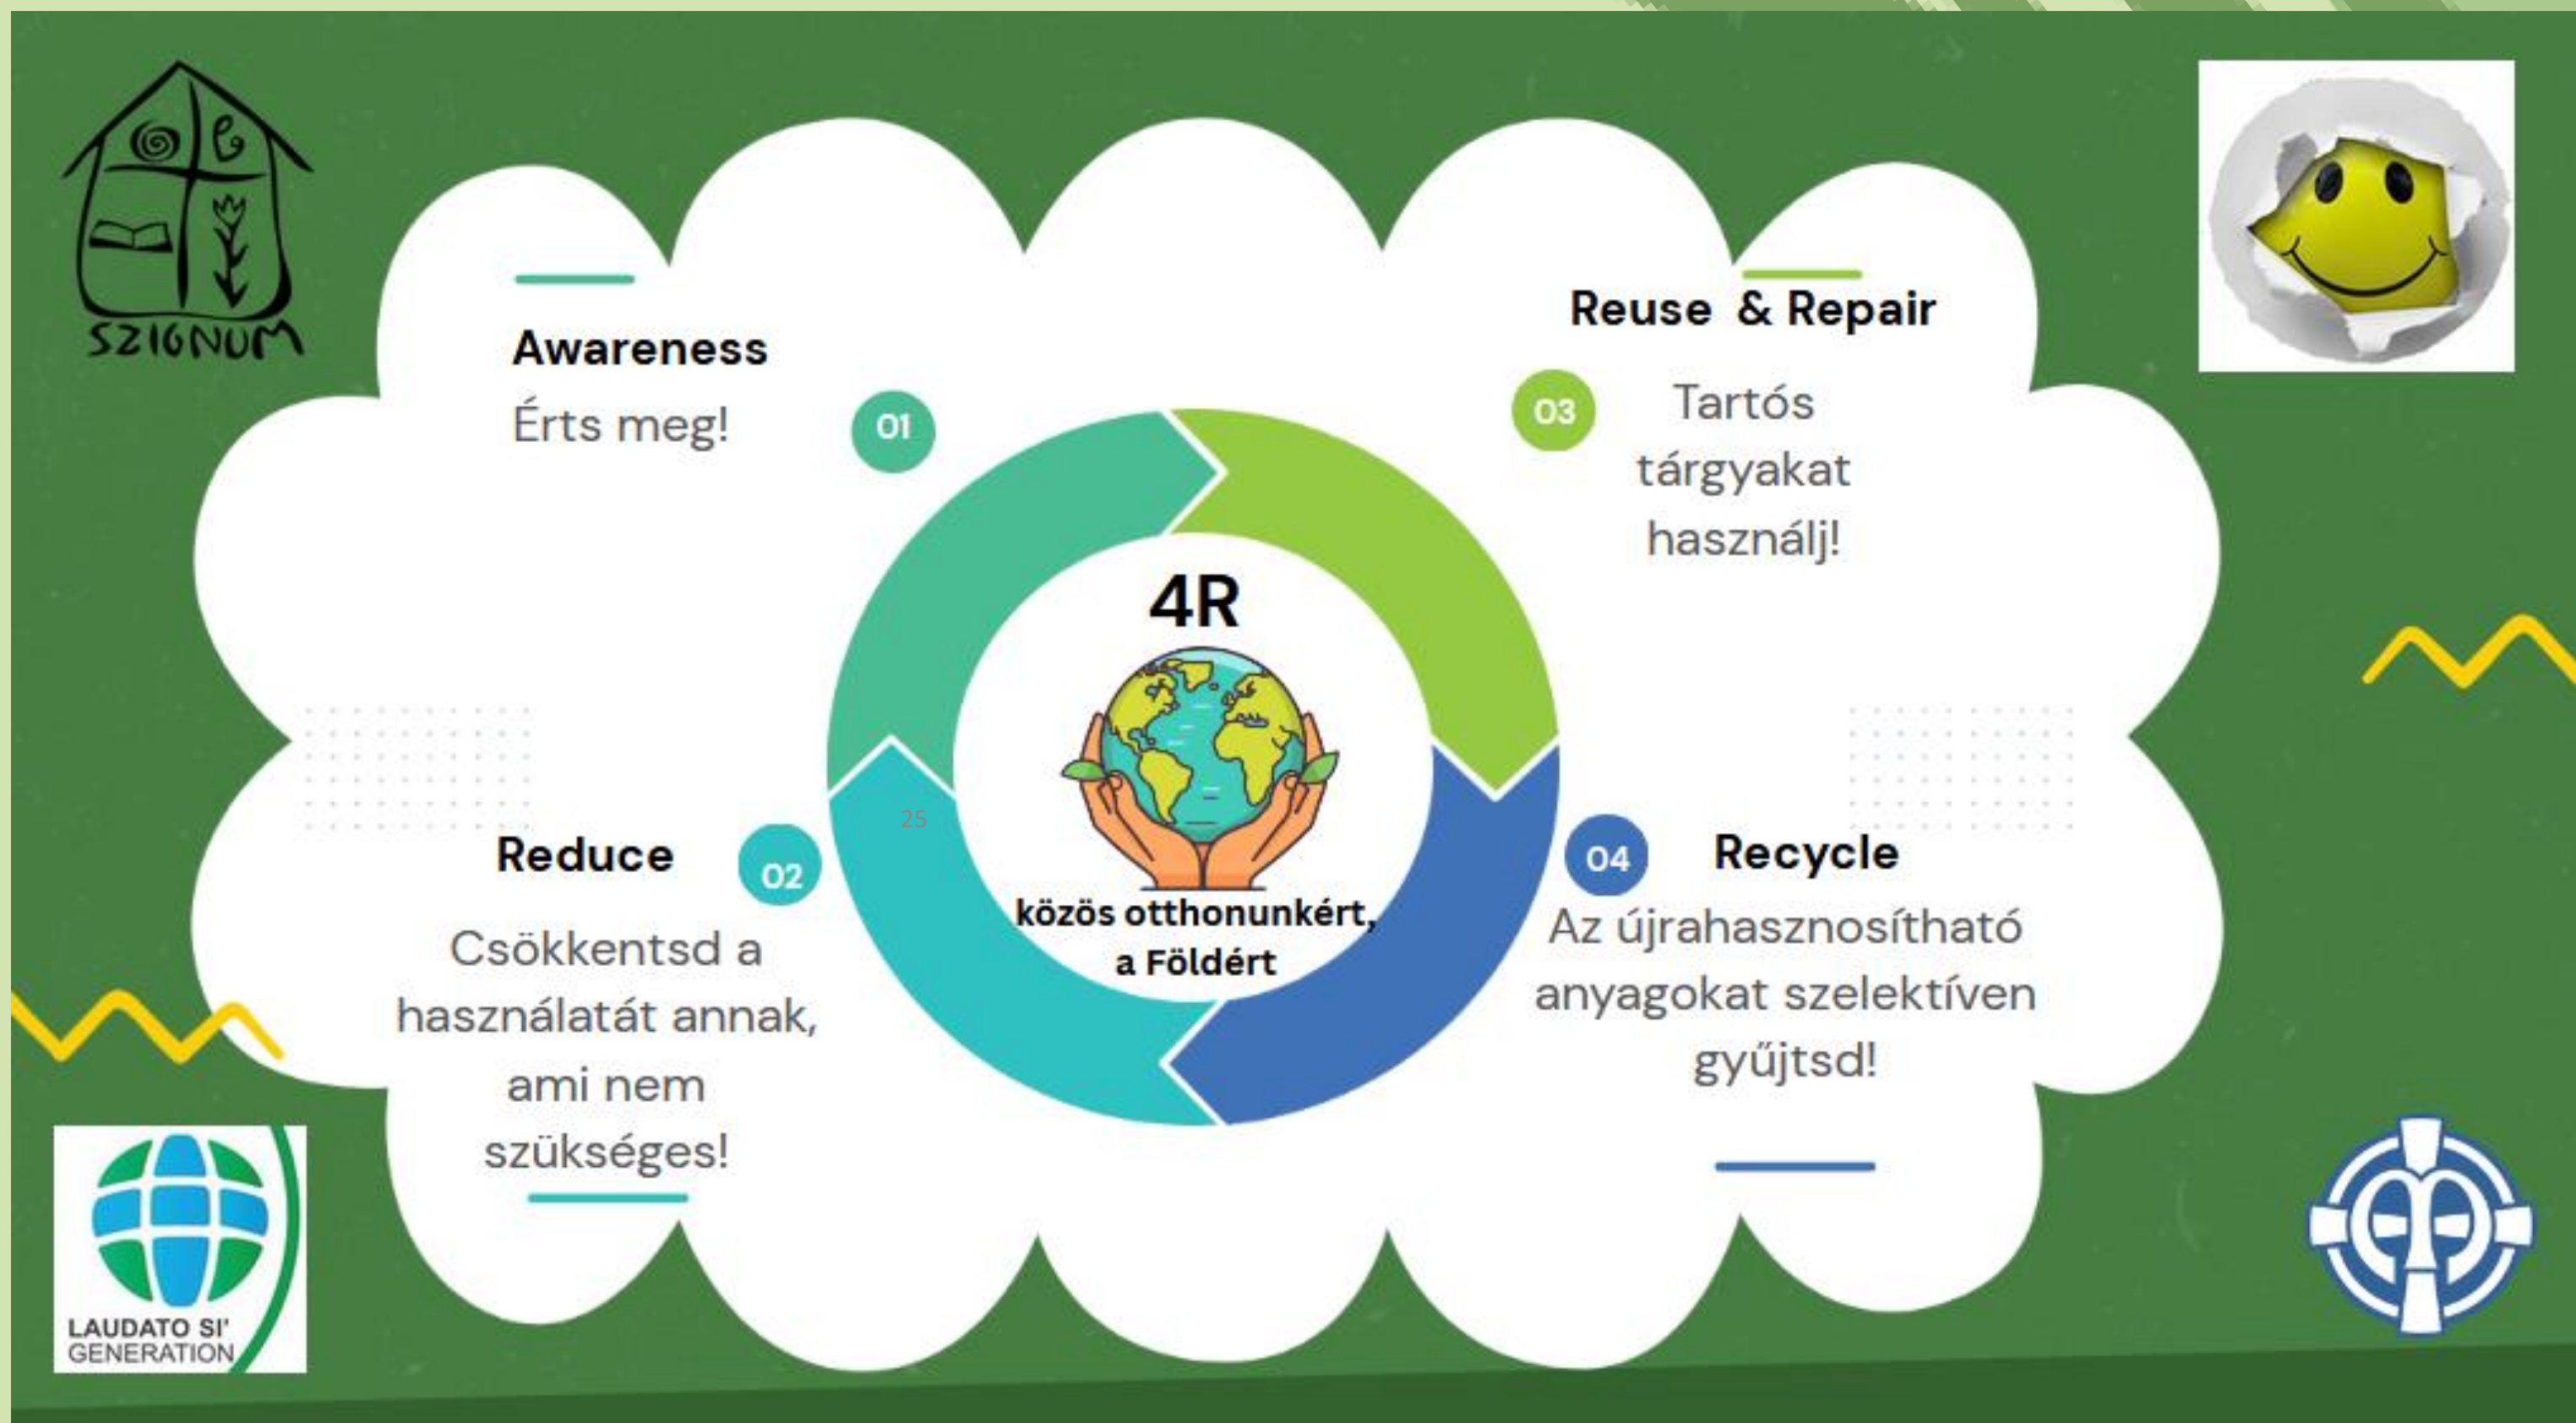 SZIGNUM
Awareness
Érts meg!
01
Reduce
02
Csökkentsd a
használatát annak,
ami nem
szükséges!
Reuse & Repair
03
Tartós
tárgyakat
használj!
04
Recycle
Az újrahasznosítható
anyagokat szelektíven
gyűjtsd!
4R
25
közös otthonunkért,
a Földért
LAUDATO SI'
GENERATION